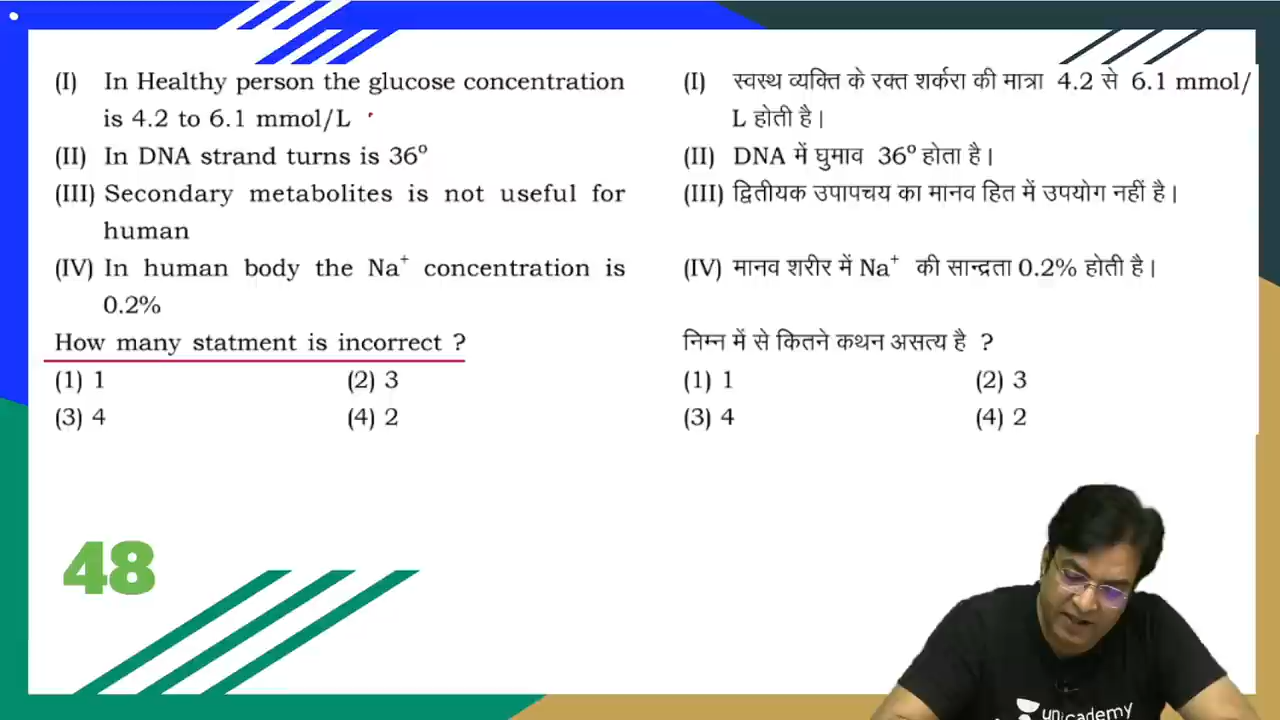 (I) In Healthy person the glucose concentration
is 4.2 to 6.1 mmol/L
(II) In DNA strand turns is 36°
(III) Secondary metabolites is not useful for
human
(IV) In human body the Na⁺ concentration is
0.2%
How many statment is incorrect ?
(1) 1 (2) 3
(3) 4 (4) 2
(I) स्वस्थ व्यक्ति के रक्त शर्करा की मात्रा 4.2 से 6.1 mmol/
L होती है।
(II) DNA में घुमाव 36° होता है।
(III) द्वितीयक उपापचय का मानव हित में उपयोग नहीं है।
(IV) मानव शरीर में Na⁺ की सान्द्रता 0.2% होती है।
निम्न में से कितने कथन असत्य है ?
(1) 1 (2) 3
(3) 4 (4) 2
48
unacademy